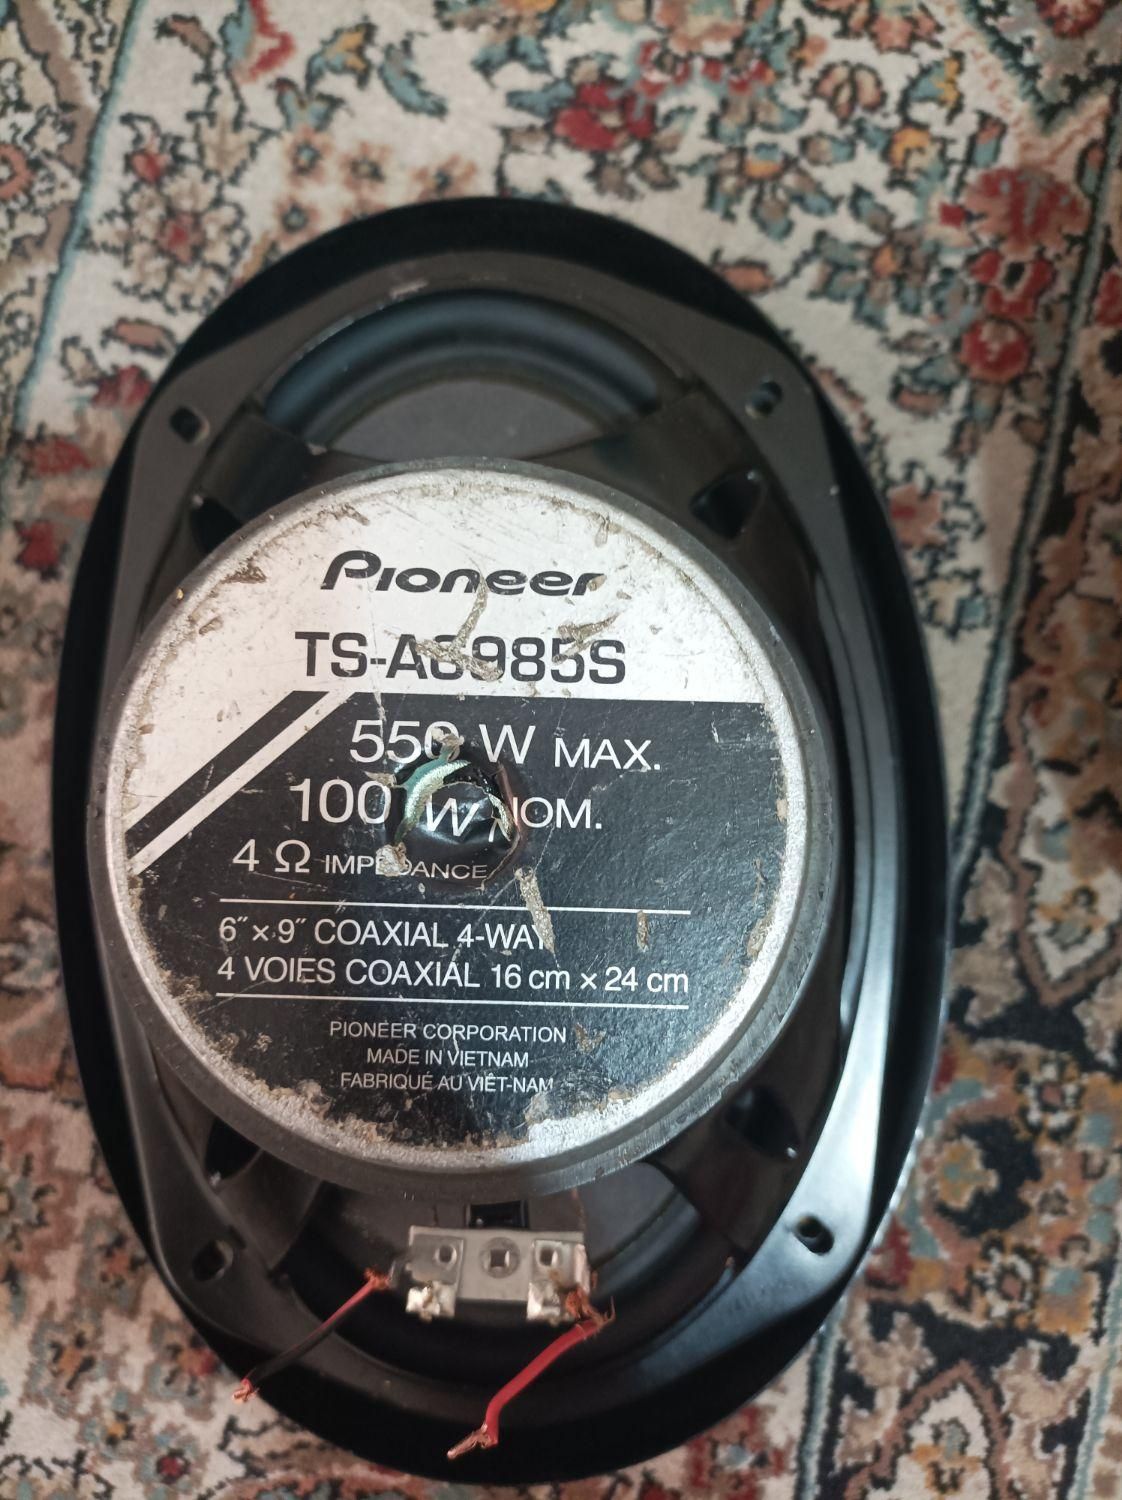 Pioneer
TS-A6985S
550 W MAX.
100 W NOM.
4 Ω IMPEDANCE
6″ × 9″ COAXIAL 4-WAY
4 VOIES COAXIAL 16 cm × 24 cm
PIONEER CORPORATION
MADE IN VIETNAM
FABRIQUÉ AU VIÊT-NAM